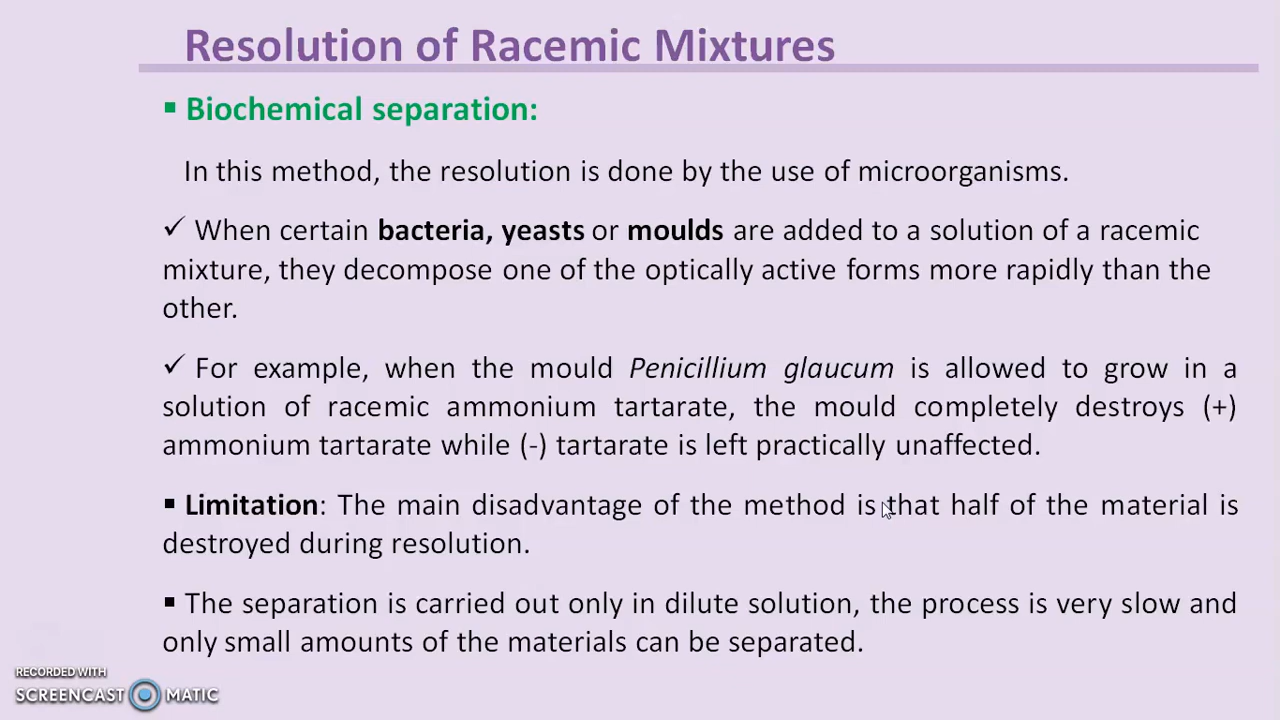 Resolution of Racemic Mixtures
▪ Biochemical separation:
In this method, the resolution is done by the use of microorganisms.
✓ When certain bacteria, yeasts or moulds are added to a solution of a racemic
mixture, they decompose one of the optically active forms more rapidly than the
other.
✓ For example, when the mould Penicillium glaucum is allowed to grow in a
solution of racemic ammonium tartarate, the mould completely destroys (+)
ammonium tartarate while (-) tartarate is left practically unaffected.
▪ Limitation: The main disadvantage of the method is that half of the material is
destroyed during resolution.
▪ The separation is carried out only in dilute solution, the process is very slow and
only small amounts of the materials can be separated.
RECORDED WITH
SCREENCAST MATIC